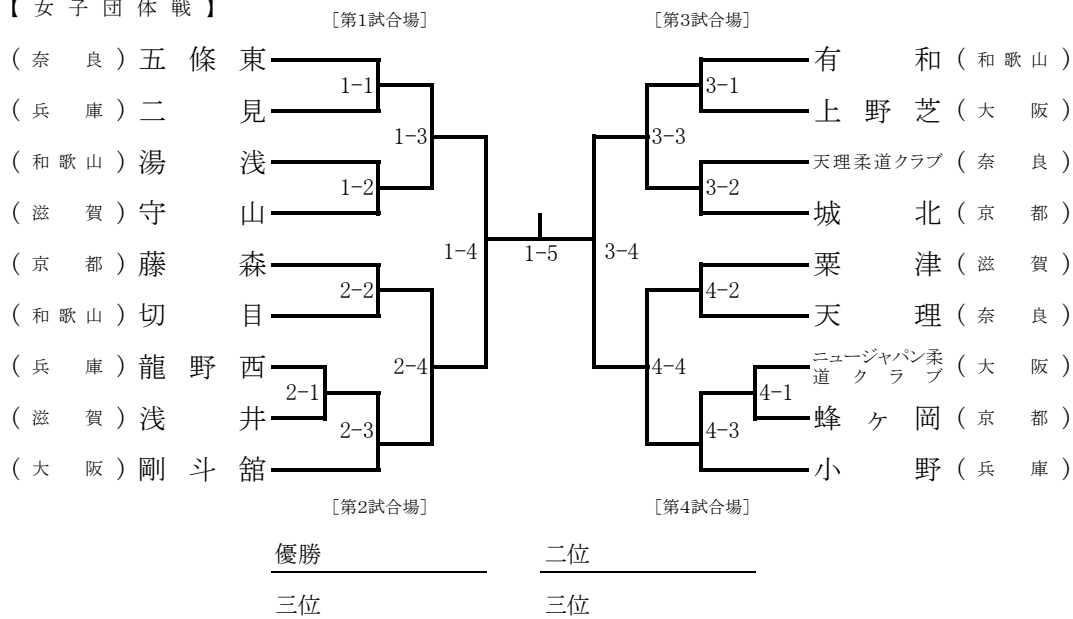 【女子団体戦】
［第1試合場］ ［第3試合場］
（奈良）五條東 有和（和歌山）
1-1 3-1
（兵庫）二見 上野芝（大阪）
1-3 3-3
（和歌山）湯浅 天理柔道クラブ（奈良）
1-2 3-2
（滋賀）守山 城北（京都）
1-4 1-5 3-4
（京都）藤森 粟津（滋賀）
2-2 4-2
（和歌山）切目 天理（奈良）
ニュージャパン柔
（兵庫）龍野西 2-4 4-4 道クラブ（大阪）
2-1 4-1
（滋賀）浅井 蜂ヶ岡（京都）
2-3 4-3
（大阪）剛斗舘 小野（兵庫）
［第2試合場］ ［第4試合場］
優勝 二位
三位 三位